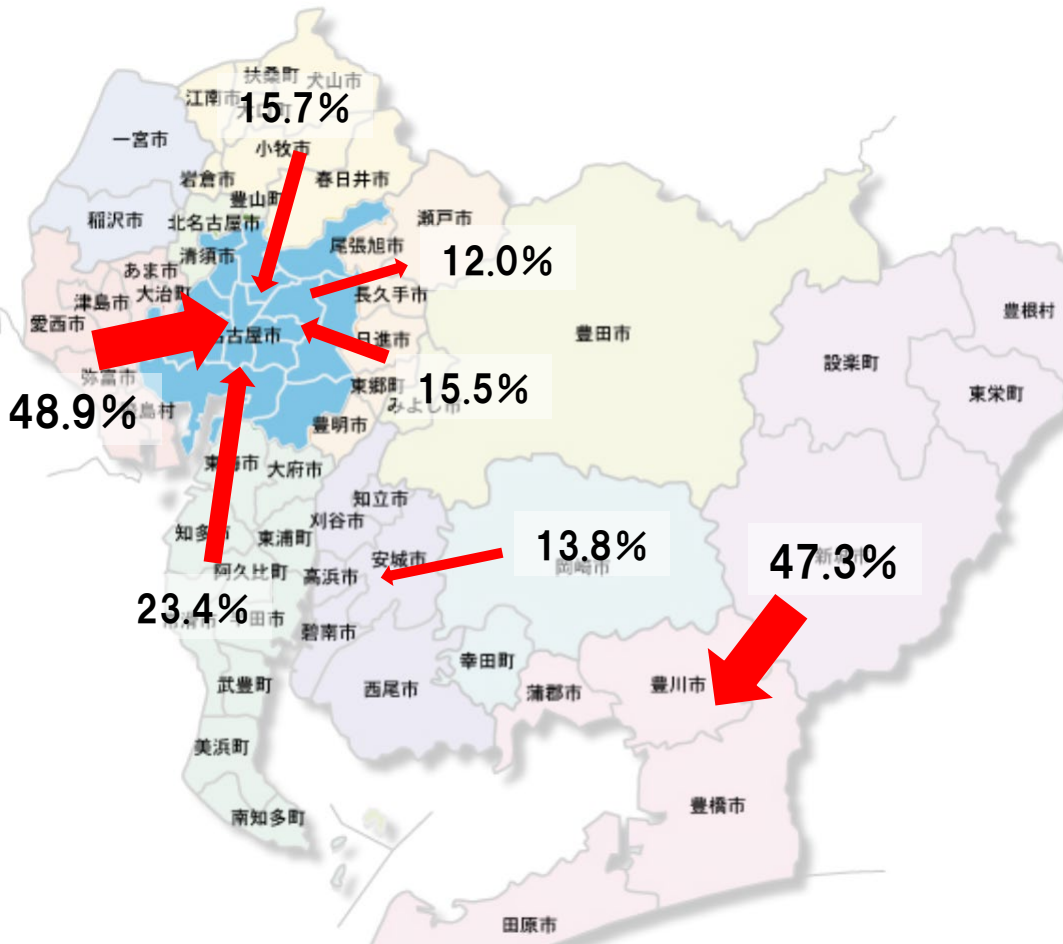 扶桑町
犬山市
江南市
15.7%
一宮市
小牧市
岩倉市
春日井市
豊山町
稲沢市
北名古屋市
瀬戸市
尾張旭市
清須市
12.0%
あま市
大治町
長久手市
津島市
愛西市
豊根村
古屋市
日進市
豊田市
設楽町
弥富市
東郷町
15.5%
みよし市
東栄町
48.9%
島村
豊明市
大府市
知立市
刈谷市
東浦町
安城市
13.8%
岡崎市
47.3%
阿久比町
高浜市
23.4%
碧南市
幸田町
武豊町
西尾市
蒲郡市
豊川市
美浜町
豊橋市
南知多町
田原市